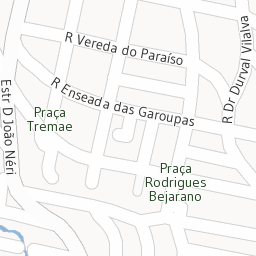 R Vereda do Paraíso
R Enseada das Garoupas
R Dr Durval Vilalva
Estr D João Néri
Praça
Tremae
Praça
Rodrigues
Bejarano